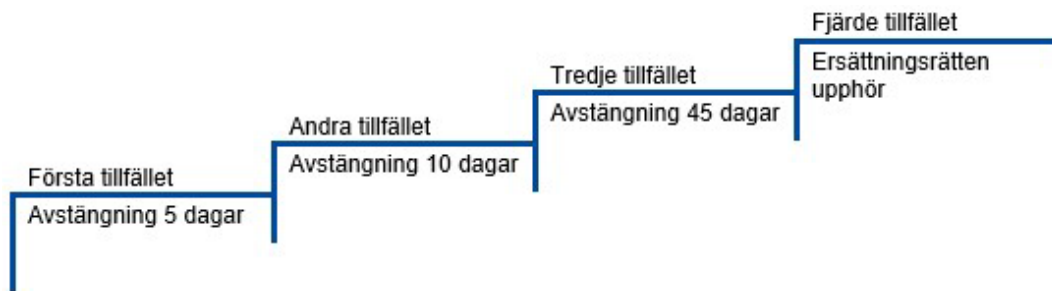 Första tillfället
Avstängning 5 dagar
Andra tillfället
Avstängning 10 dagar
Tredje tillfället
Avstängning 45 dagar
Fjärde tillfället
Ersättningsrätten
upphör